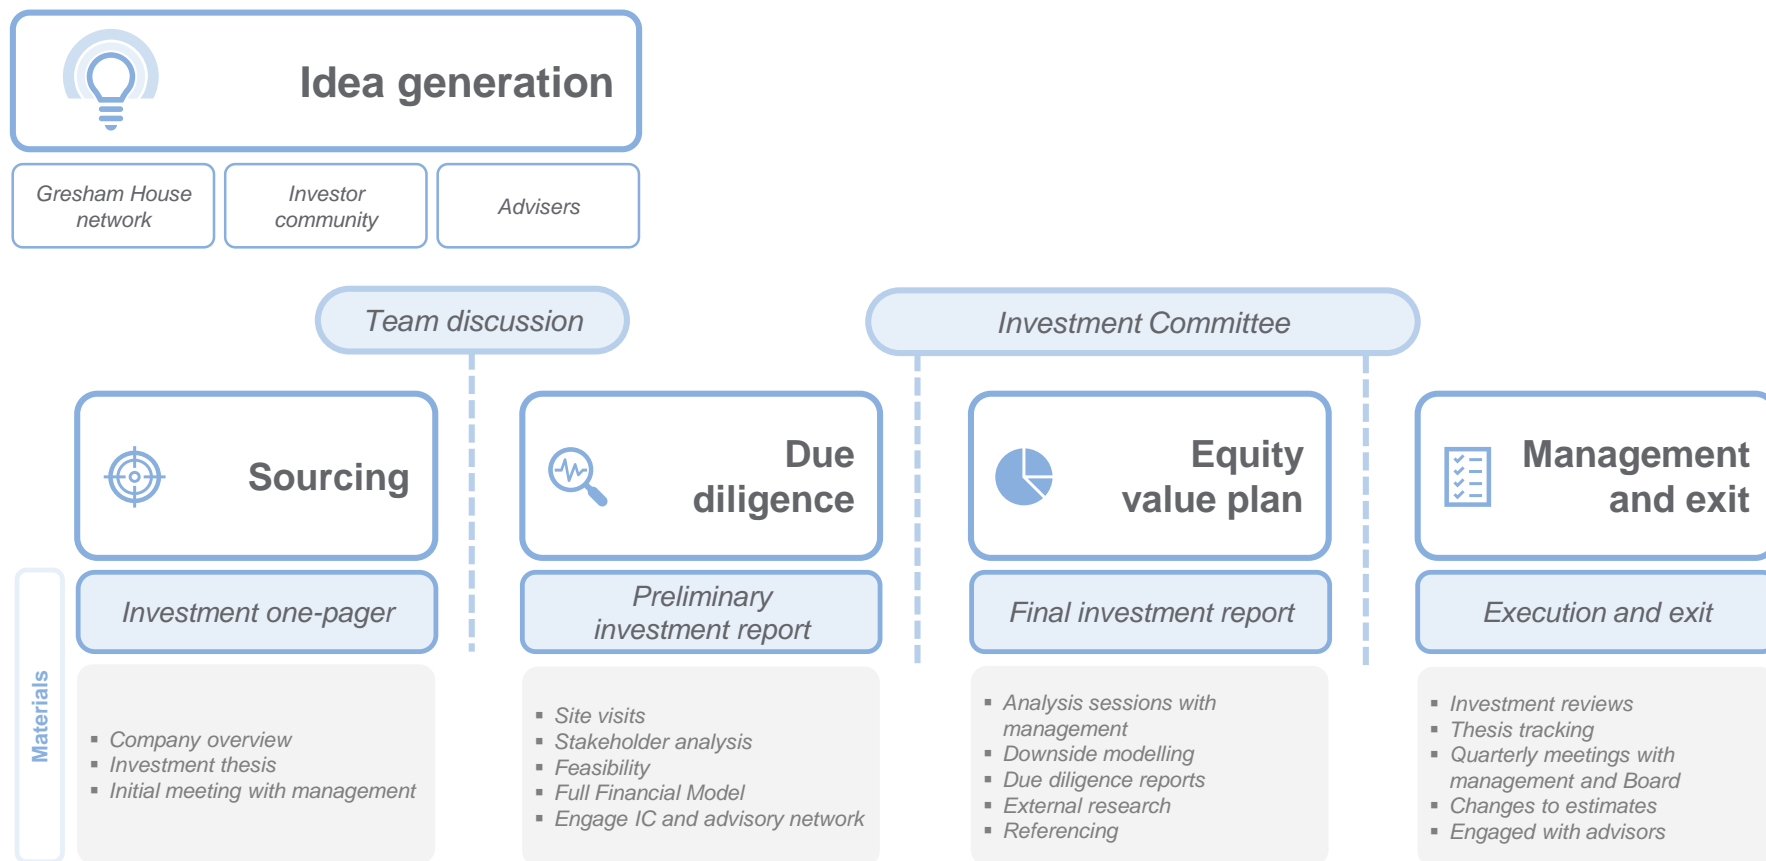 Idea generation
Gresham House
network
Investor
community
Advisers
Team discussion
Investment Committee
Sourcing
Due
diligence
Equity
value plan
Management
and exit
Materials
Investment one-pager
Preliminary
investment report
Final investment report
Execution and exit
▪ Company overview
▪ Investment thesis
▪ Initial meeting with management
▪ Site visits
▪ Stakeholder analysis
▪ Feasibility
▪ Full Financial Model
▪ Engage IC and advisory network
▪ Analysis sessions with
management
▪ Downside modelling
▪ Due diligence reports
▪ External research
▪ Referencing
▪ Investment reviews
▪ Thesis tracking
▪ Quarterly meetings with
management and Board
▪ Changes to estimates
▪ Engaged with advisors